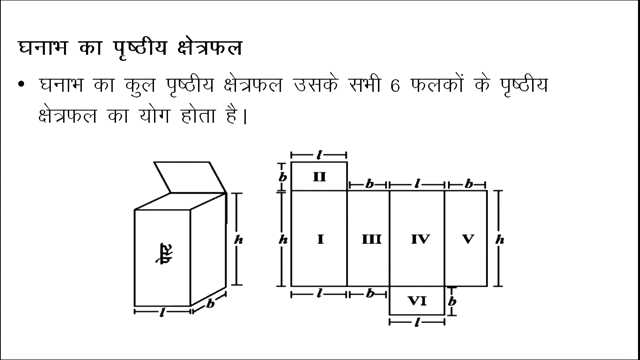 घनाभ का पृष्ठीय क्षेत्रफल
• घनाभ का कुल पृष्ठीय क्षेत्रफल उसके सभी 6 फलकों के पृष्ठीय
क्षेत्रफल का योग होता है।
l
b II
b l b
h h I III IV V h
l b
l b
VI b
l